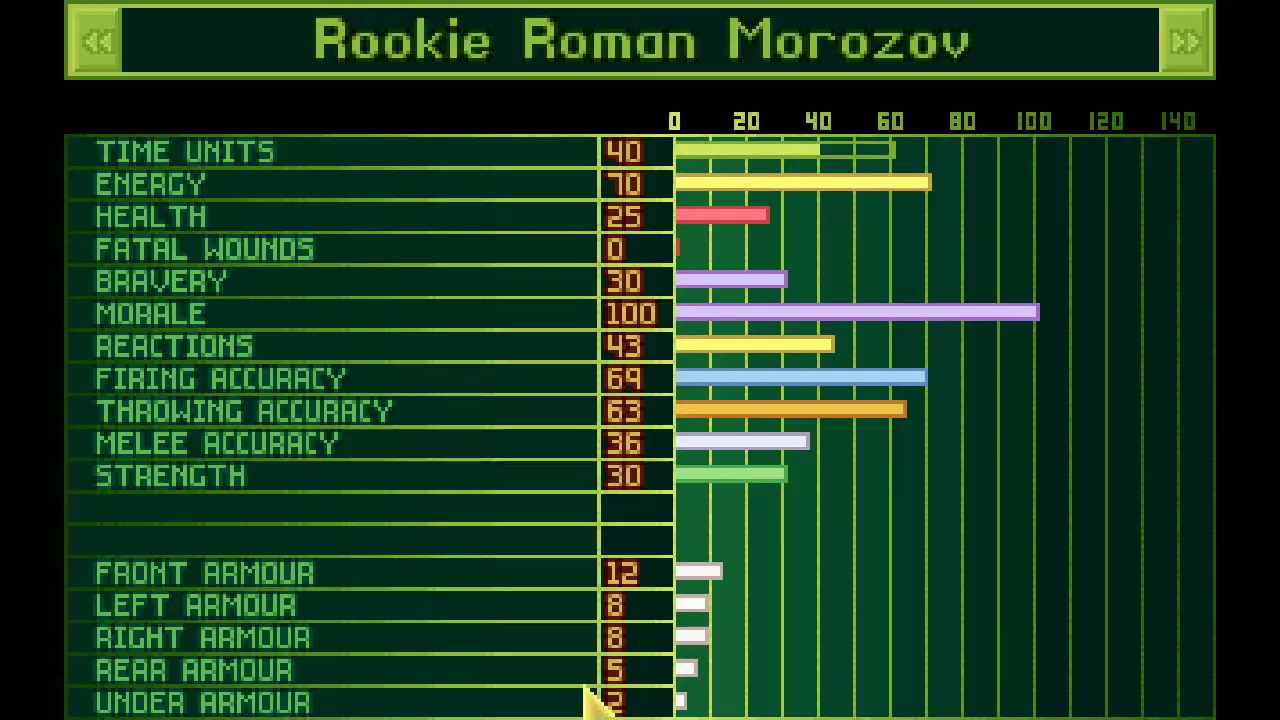 Rookie Roman Morozov
0 20 40 60 80 100 120 140
TIME UNITS 40
ENERGY 70
HEALTH 25
FATAL WOUNDS 0
BRAVERY 30
MORALE 100
REACTIONS 43
FIRING ACCURACY 69
THROWING ACCURACY 63
MELEE ACCURACY 36
STRENGTH 30
FRONT ARMOUR 12
LEFT ARMOUR 8
RIGHT ARMOUR 8
REAR ARMOUR 5
UNDER ARMOUR 2